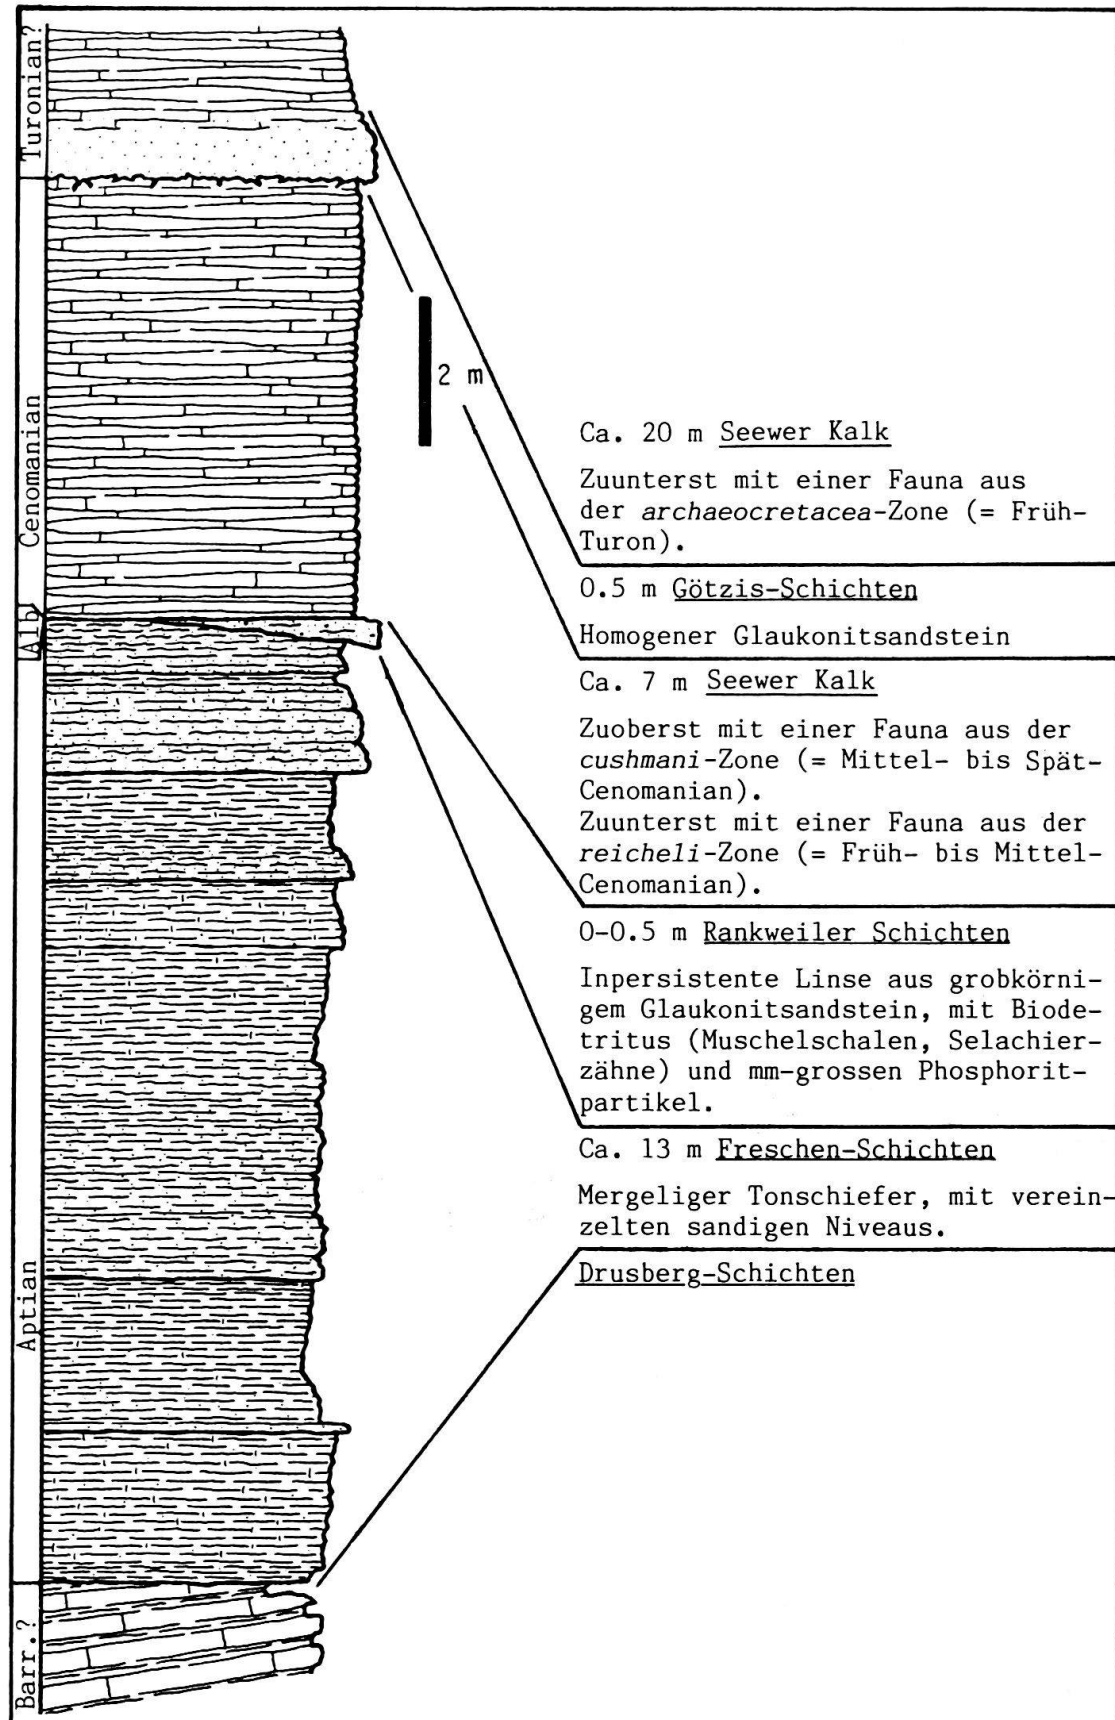 Turonian?
Cenomanian
Alb
Aptian
Barr.?
2 m
Ca. 20 m Seewer Kalk
Zuunterst mit einer Fauna aus
der archaeocretacea-Zone (= Früh-
Turon).
0.5 m Götzis-Schichten
Homogener Glaukonitsandstein
Ca. 7 m Seewer Kalk
Zuoberst mit einer Fauna aus der
cushmani-Zone (= Mittel- bis Spät-
Cenomanian).
Zuunterst mit einer Fauna aus der
reicheli-Zone (= Früh- bis Mittel-
Cenomanian).
0-0.5 m Rankweiler Schichten
Inpersistente Linse aus grobkörni-
gem Glaukonitsandstein, mit Biode-
tritus (Muschelschalen, Selachier-
zähne) und mm-grossen Phosphorit-
partikel.
Ca. 13 m Freschen-Schichten
Mergeliger Tonschiefer, mit verein-
zelten sandigen Niveaus.
Drusberg-Schichten